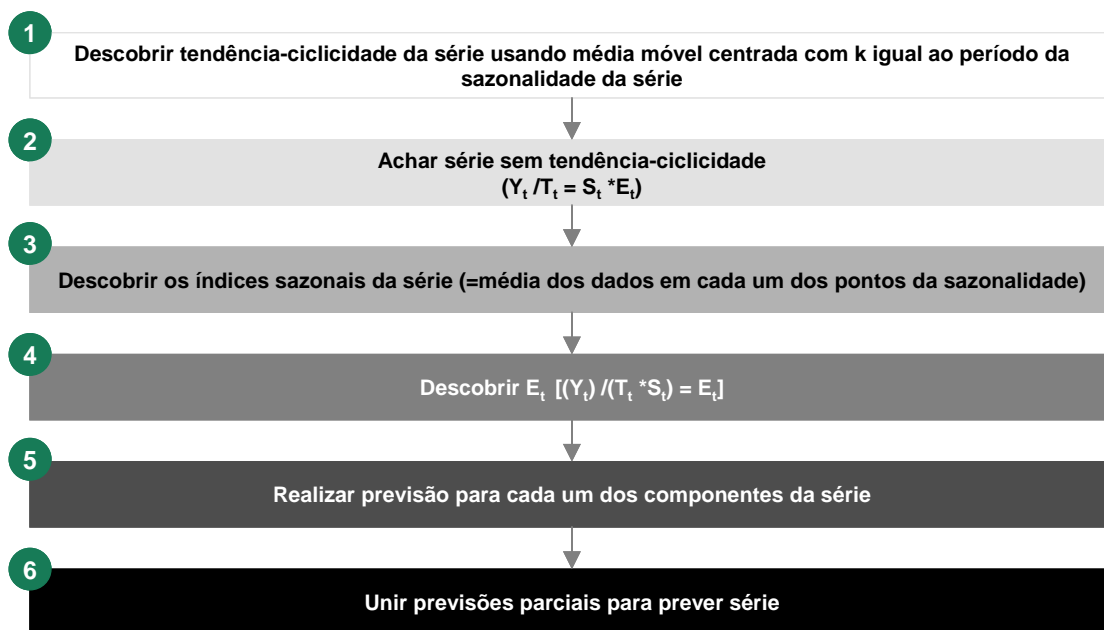 1
Descobrir tendência-ciclicidade da série usando média móvel centrada com k igual ao período da
sazonalidade da série
2
Achar série sem tendência-ciclicidade
(Yt /Tt = St *Et)
3
Descobrir os índices sazonais da série (=média dos dados em cada um dos pontos da sazonalidade)
4
Descobrir Et [(Yt) /(Tt *St) = Et]
5
Realizar previsão para cada um dos componentes da série
6
Unir previsões parciais para prever série